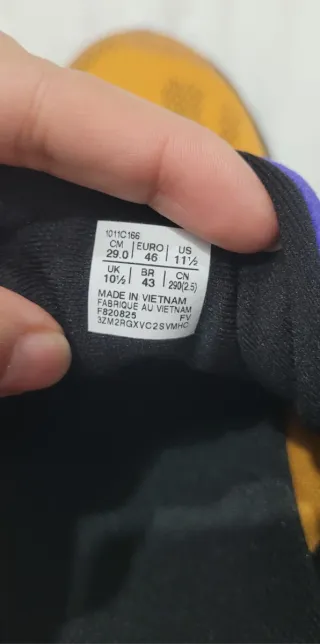 1011C166
CM EURO US
29.0 46 11½
UK BR CN
10½ 43 290(2.5)
MADE IN VIETNAM
FABRIQUE AU VIETNAM
F820825 FV
3ZM2RGXVC2SVMHC